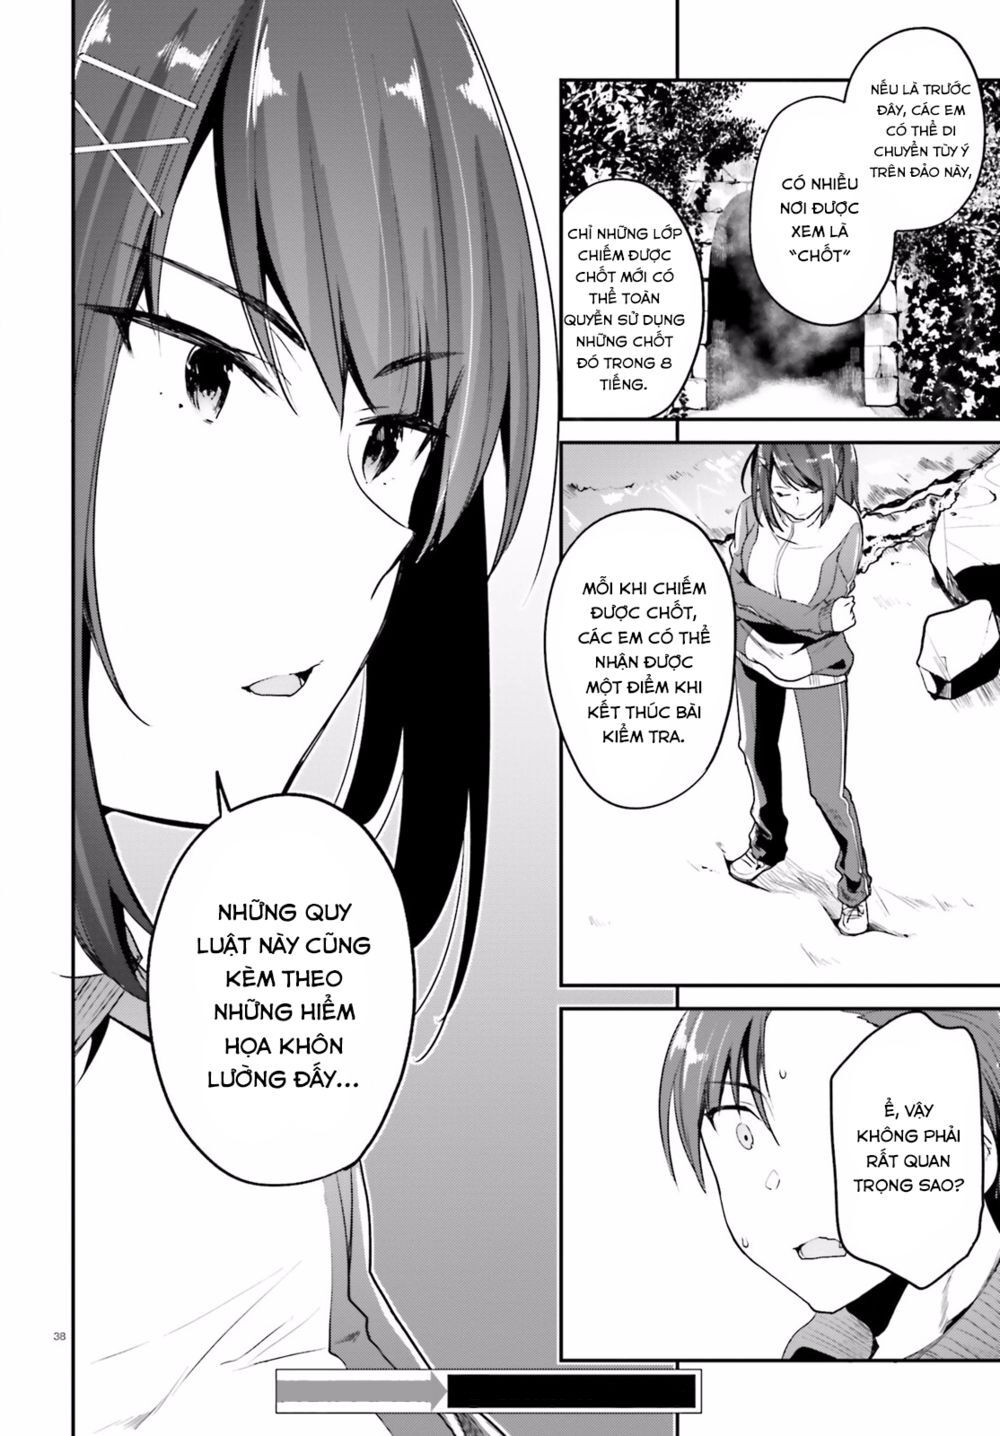 NẾU LÀ TRƯỚC
ĐÂY, CÁC EM
CÓ THỂ DI
CHUYỂN TÙY Ý
TRÊN ĐẢO NÀY,
CÓ NHIỀU
NƠI ĐƯỢC
XEM LÀ
“CHỐT”
CHỈ NHỮNG LỚP
CHIẾM ĐƯỢC
CHỐT MỚI CÓ
THỂ TOÀN
QUYỀN SỬ DỤNG
NHỮNG CHỐT
ĐÓ TRONG 8
TIẾNG.
MỖI KHI CHIẾM
ĐƯỢC CHỐT,
CÁC EM CÓ THỂ
NHẬN ĐƯỢC
MỘT ĐIỂM KHI
KẾT THÚC BÀI
KIỂM TRA.
Ể, VẬY
KHÔNG PHẢI
RẤT QUAN
TRỌNG SAO?
NHỮNG QUY
LUẬT NÀY CŨNG
KÈM THEO
NHỮNG HIỂM
HỌA KHÔN
LƯỜNG ĐẤY...
38